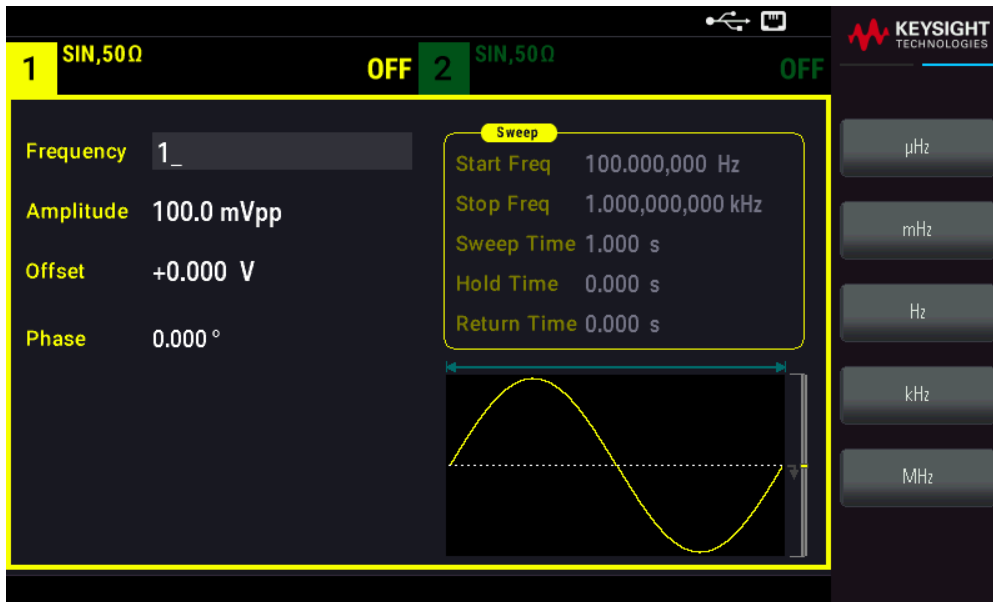 KEYSIGHT
TECHNOLOGIES
1 SIN,50Ω OFF 2 SIN,50Ω OFF
Frequency 1_
Amplitude 100.0 mVpp
Offset +0.000 V
Phase 0.000 °
Sweep
Start Freq 100.000,000 Hz
Stop Freq 1.000,000,000 kHz
Sweep Time 1.000 s
Hold Time 0.000 s
Return Time 0.000 s
µHz
mHz
Hz
kHz
MHz